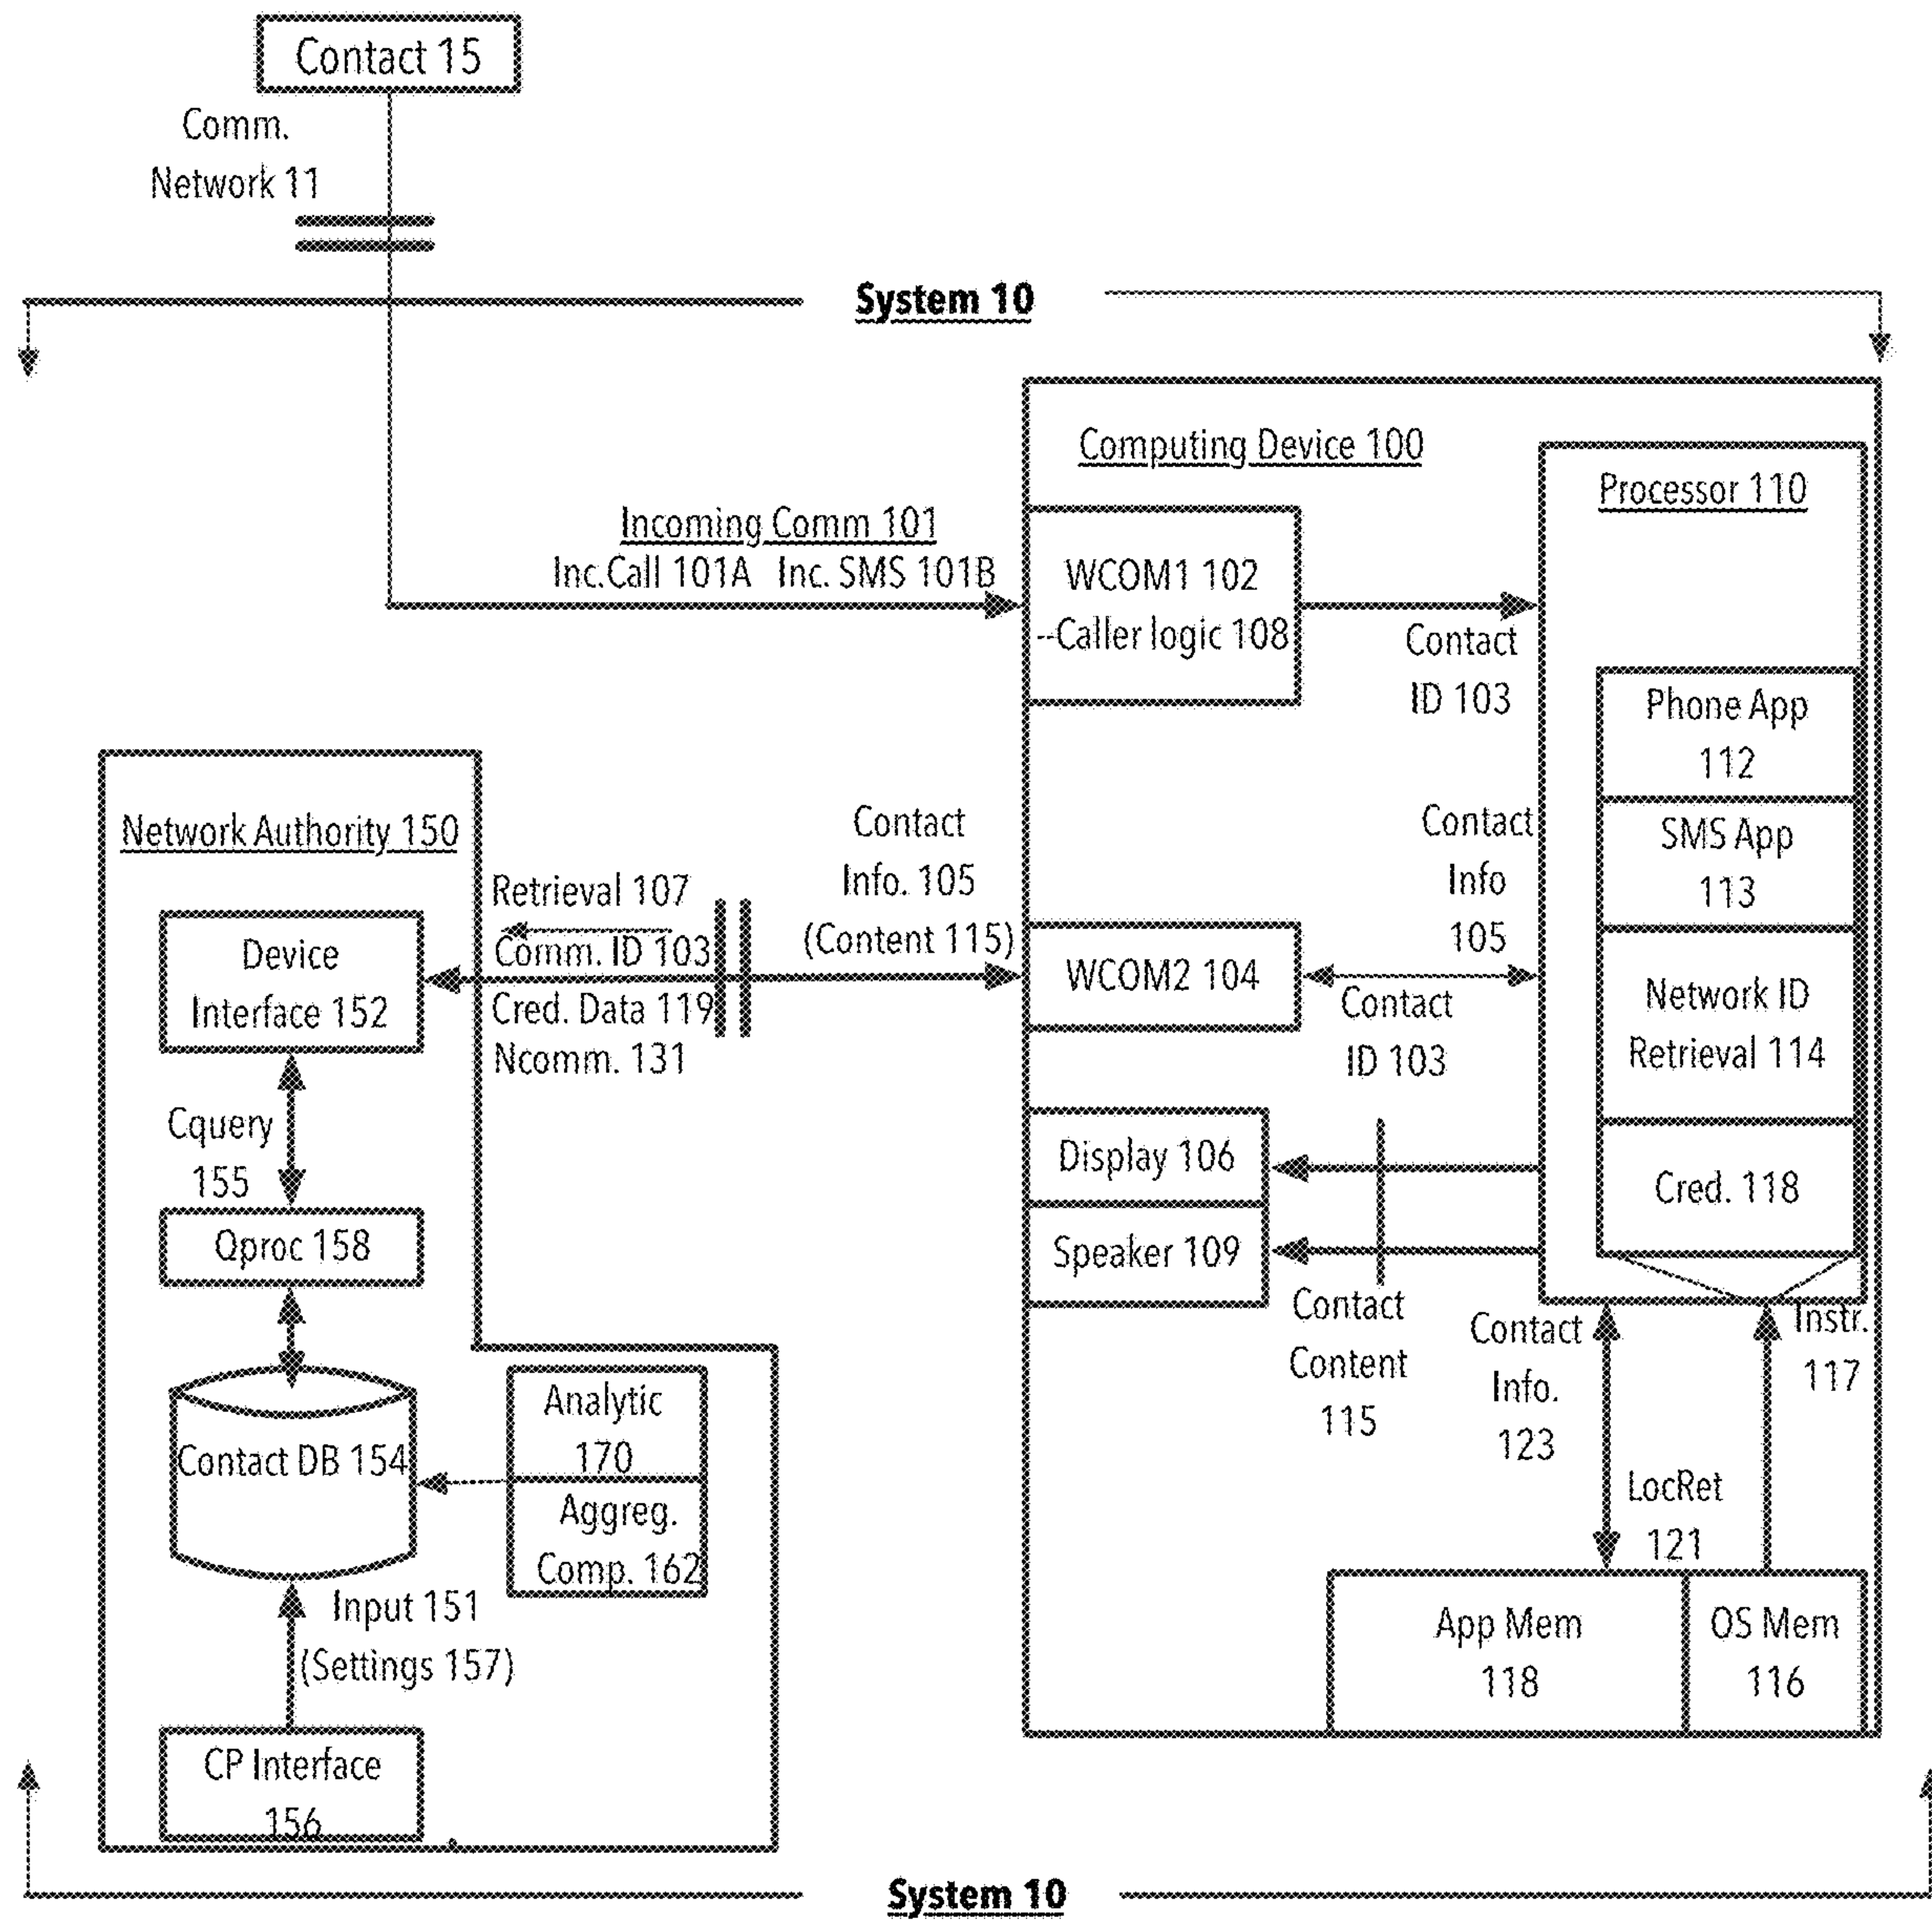 Contact 15
Comm.
Network 11
System 10
Computing Device 100
Processor 110
Incoming Comm 101
Inc.Call 101A Inc. SMS 101B
WCOM1 102
--Caller logic 108
Contact
ID 103
Phone App
112
SMS App
113
Network ID
Retrieval 114
Cred. 118
Network Authority 150
Device
Interface 152
Retrieval 107
Comm. ID 103
Cred. Data 119
Ncomm. 131
Contact
Info. 105
(Content 115)
WCOM2 104
Contact
Info
105
Contact
ID 103
Cquery
155
Qproc 158
Display 106
Speaker 109
Contact
Content
115
Contact
Info.
123
Instr.
117
LocRet
121
Contact DB 154
Analytic
170
Aggreg.
Comp. 162
Input 151
(Settings 157)
CP Interface
156
App Mem
118
OS Mem
116
System 10